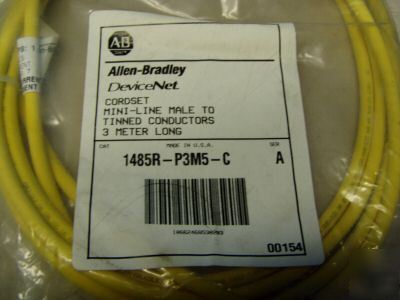 AB
Allen-Bradley
DeviceNet
CORDSET
MINI-LINE MALE TO
TINNED CONDUCTORS
3 METER LONG
CAT MADE IN U.S.A. SER
1485R-P3M5-C A
00154